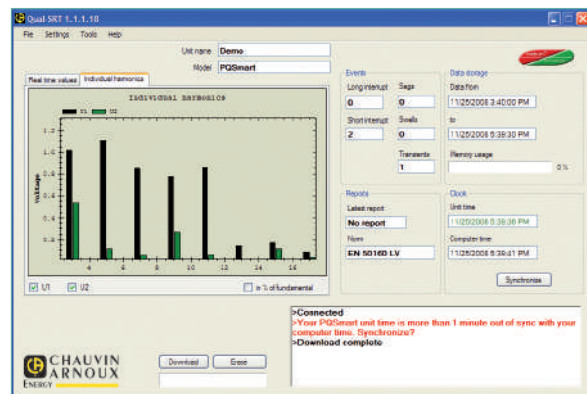 Qual-SRT 1.1.1.10
File Settings Tools Help
Unit name Demo
Model PQSmart
Real time values Individual harmonics
Individual harmonics
U1 U2
Voltage
1.2
1.0
0.8
0.6
0.4
0.2
4 6 8 10 12 14 16
U1 U2 in % of fundamental
Events
Long interrupt Sags
0 0
Short interrupt Swells
2 0
Transients
1
Data storage
Data from
11/25/2008 3:40:00 PM
to
11/25/2008 5:39:30 PM
Memory usage
0 %
Reports
Latest report
No report
Norm
EN 50160 LV
Clock
Unit time
11/25/2008 5:39:36 PM
Computer time
11/25/2008 5:39:41 PM
Synchronize
>Connected
>Your PQSmart unit time is more than 1 minute out of sync with your
computer time. Synchronize?
>Download complete
CHAUVIN
ARNOUX
ENERGY
Download Erase